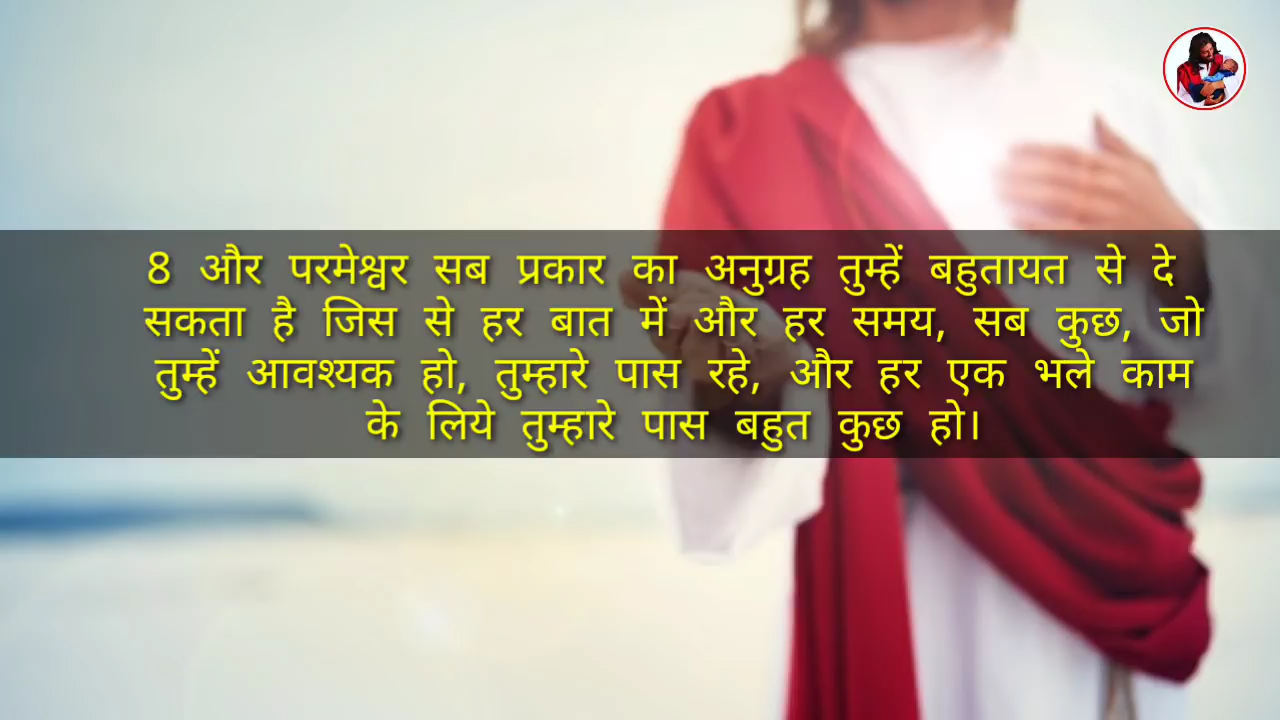 8 और परमेश्वर सब प्रकार का अनुग्रह तुम्हें बहुतायत से दे
सकता है जिस से हर बात में और हर समय, सब कुछ, जो
तुम्हें आवश्यक हो, तुम्हारे पास रहे, और हर एक भले काम
के लिये तुम्हारे पास बहुत कुछ हो।